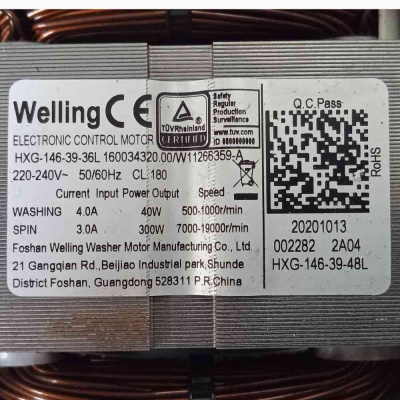 Welling CE
TÜVRheinland
CERTIFIED
Safety
Regular
Production
Surveillance
www.tuv.com
ELECTRONIC CONTROL MOTOR
HXG-146-39-36L 160034320.00/W11266359-A
220-240V~ 50/60Hz CL.180
Current Input Power Output Speed
WASHING 4.0A 40W 500-1000r/min
SPIN 3.0A 300W 7000-19000r/min
Foshan Welling Washer Motor Manufacturing Co., Ltd.
21 Gangqian Rd.,Beijiao Industrial park,Shunde
District Foshan, Guangdong 528311 P.R.China
Q.C.Pass
RoHS
20201013
002282 2A04
HXG-146-39-48L